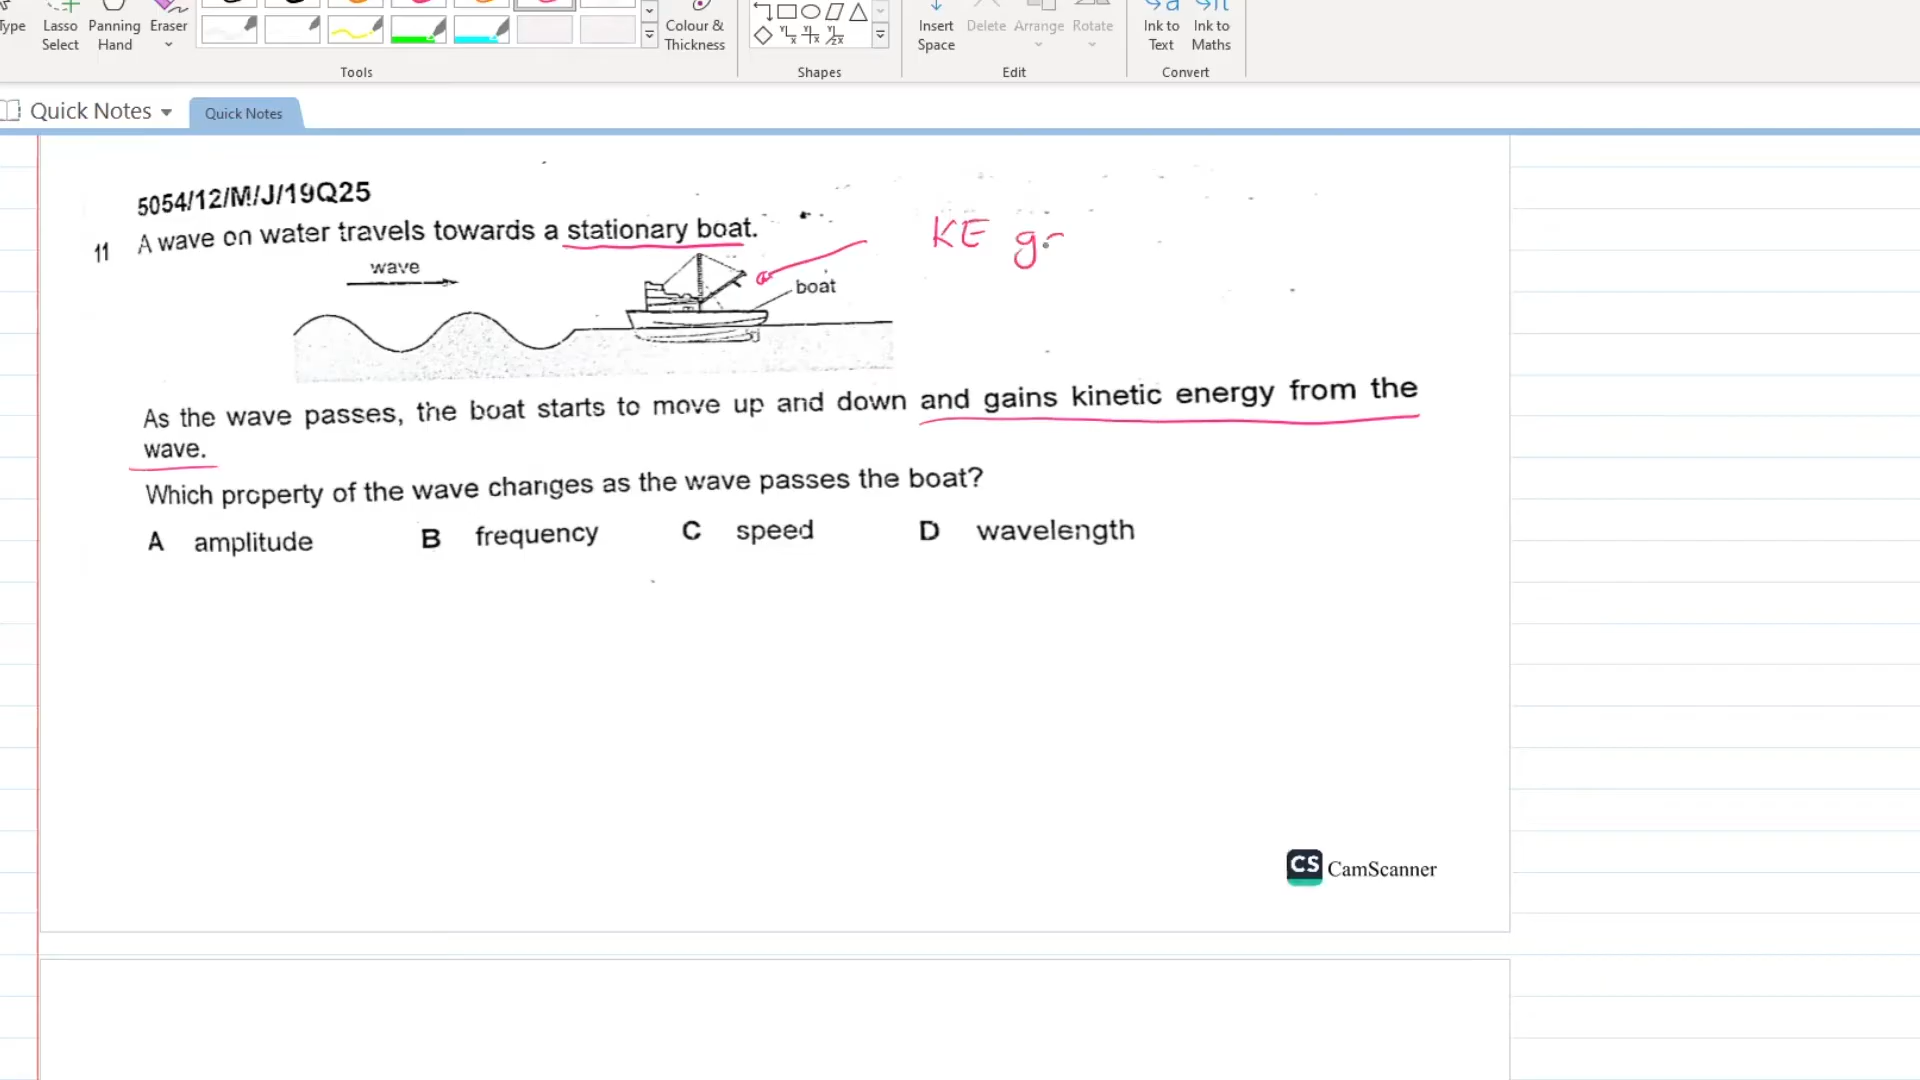 Type Lasso Select Panning Hand Eraser Colour & Thickness Insert Space Delete Arrange Rotate Ink to Text Ink to Maths
Tools Shapes Edit Convert
Quick Notes Quick Notes
5054/12/M/J/19Q25
11 A wave on water travels towards a stationary boat.
KE g
wave
boat
As the wave passes, the boat starts to move up and down and gains kinetic energy from the
wave.
Which property of the wave changes as the wave passes the boat?
A amplitude B frequency C speed D wavelength
CS CamScanner